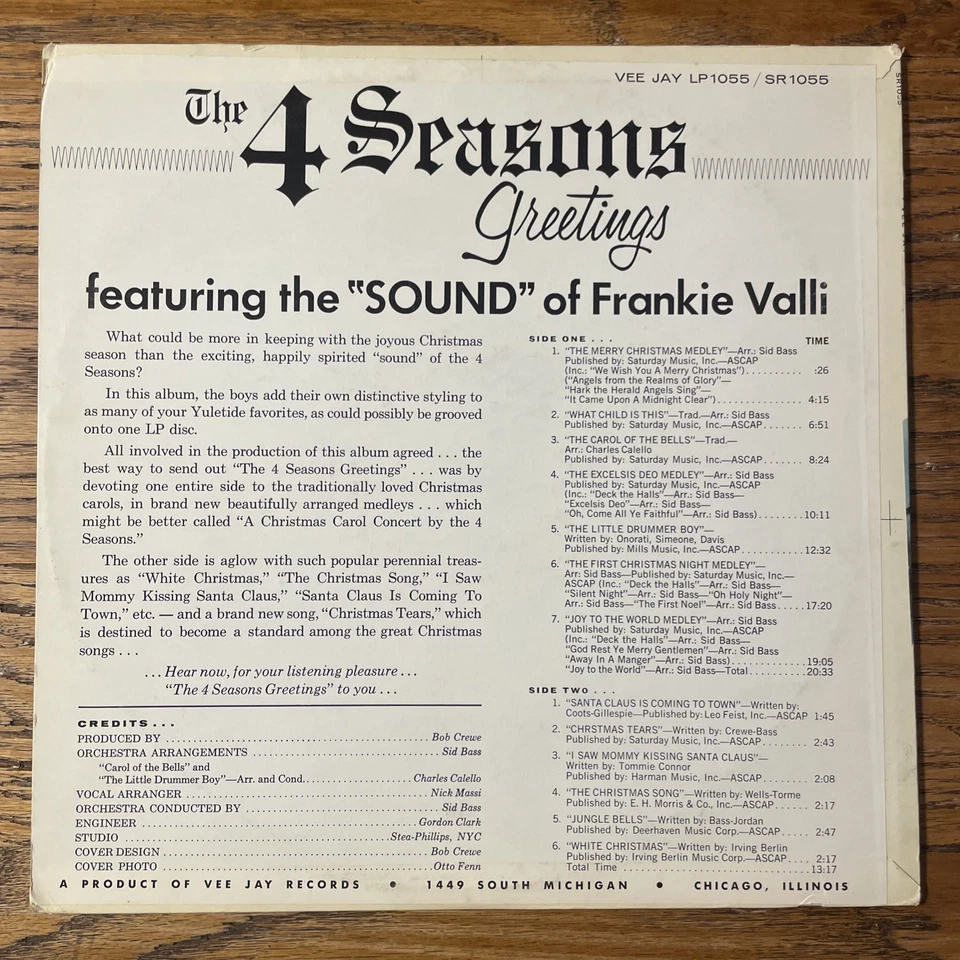 VEE JAY LP1055 / SR1055
SR1055
The 4 Seasons
Greetings
featuring the "SOUND" of Frankie Valli
What could be more in keeping with the joyous Christmas
season than the exciting, happily spirited "sound" of the 4
Seasons?
In this album, the boys add their own distinctive styling to
as many of your Yuletide favorites, as could possibly be grooved
onto one LP disc.
All involved in the production of this album agreed . . . the
best way to send out "The 4 Seasons Greetings" . . . was by
devoting one entire side to the traditionally loved Christmas
carols, in brand new beautifully arranged medleys . . . which
might be better called "A Christmas Carol Concert by the 4
Seasons."
The other side is aglow with such popular perennial treas-
ures as "White Christmas," "The Christmas Song," "I Saw
Mommy Kissing Santa Claus," "Santa Claus Is Coming To
Town," etc. — and a brand new song, "Christmas Tears," which
is destined to become a standard among the great Christmas
songs . . .
. . . Hear now, for your listening pleasure . . .
"The 4 Seasons Greetings" to you . . .
CREDITS . . .
PRODUCED BY . . . . . . . . . . Bob Crewe
ORCHESTRA ARRANGEMENTS . . . . . . . . . . Sid Bass
"Carol of the Bells" and
"The Little Drummer Boy"—Arr. and Cond. . . . . . . . . . . Charles Calello
VOCAL ARRANGER . . . . . . . . . . Nick Massi
ORCHESTRA CONDUCTED BY . . . . . . . . . . Sid Bass
ENGINEER . . . . . . . . . . Gordon Clark
STUDIO . . . . . . . . . . Stea-Phillips, NYC
COVER DESIGN . . . . . . . . . . Bob Crewe
COVER PHOTO . . . . . . . . . . Otto Fenn
SIDE ONE . . . TIME
1. "THE MERRY CHRISTMAS MEDLEY"—Arr.: Sid Bass
Published by: Saturday Music, Inc.—ASCAP
(Inc.: "We Wish You A Merry Christmas") . . . . . . . . . . :26
("Angels from the Realms of Glory"—
"Hark the Herald Angels Sing"—
"It Came Upon A Midnight Clear") . . . . . . . . . . 4:15
2. "WHAT CHILD IS THIS"—Trad.—Arr.: Sid Bass
Published by: Saturday Music, Inc.—ASCAP . . . . . . . 6:51
3. "THE CAROL OF THE BELLS"—Trad.—
Arr.: Charles Calello
Published by: Saturday Music, Inc.—ASCAP . . . . . . . 8:24
4. "THE EXCELSIS DEO MEDLEY"—Arr.: Sid Bass
Published by: Saturday Music, Inc.—ASCAP
(Inc.: "Deck the Halls"—Arr.: Sid Bass—
"Excelsis Deo"—Arr.: Sid Bass—
"Oh, Come All Ye Faithful"—Arr.: Sid Bass) . . . . . . . . 10:11
5. "THE LITTLE DRUMMER BOY"—
Written by: Onorati, Simeone, Davis
Published by: Mills Music, Inc.—ASCAP . . . . . . . . . . 12:32
6. "THE FIRST CHRISTMAS NIGHT MEDLEY"—
Arr: Sid Bass—Published by: Saturday Music, Inc.—
ASCAP (Inc.: "Deck the Halls"—Arr.: Sid Bass—
"Silent Night"—Arr.: Sid Bass—"Oh Holy Night"—
Arr.: Sid Bass—"The First Noel"—Arr.: Sid Bass . . . . . 17:20
7. "JOY TO THE WORLD MEDLEY"—Arr.: Sid Bass
Published by: Saturday Music, Inc.—ASCAP
(Inc.: "Deck the Halls"—Arr.: Sid Bass—
"God Rest Ye Merry Gentlemen"—Arr.: Sid Bass
"Away In A Manger"—Arr.: Sid Bass) . . . . . . . . . . 19:05
"Joy to the World"—Arr.: Sid Bass—Total . . . . . . . . . . 20:33
SIDE TWO . . .
1. "SANTA CLAUS IS COMING TO TOWN"—Written by:
Coots-Gillespie—Published by: Leo Feist, Inc.—ASCAP 1:45
2. "CHRSTMAS TEARS"—Written by: Crewe-Bass
Published by: Saturday Music, Inc.—ASCAP . . . . . . . . 2:43
3. "I SAW MOMMY KISSING SANTA CLAUS"—
Written by: Tommie Connor
Published by: Harman Music, Inc.—ASCAP . . . . . . . . 2:08
4. "THE CHRISTMAS SONG"—Written by: Wells-Torme
Published by: E. H. Morris & Co., Inc.—ASCAP . . . . . . 2:17
5. "JUNGLE BELLS"—Written by: Bass-Jordan
Published by: Deerhaven Music Corp.—ASCAP . . . . . 2:47
6. "WHITE CHRISTMAS"—Written by: Irving Berlin
Published by: Irving Berlin Music Corp.—ASCAP . . . . 2:17
Total Time . . . . . . . . . . 13:17
A PRODUCT OF VEE JAY RECORDS • 1449 SOUTH MICHIGAN • CHICAGO, ILLINOIS